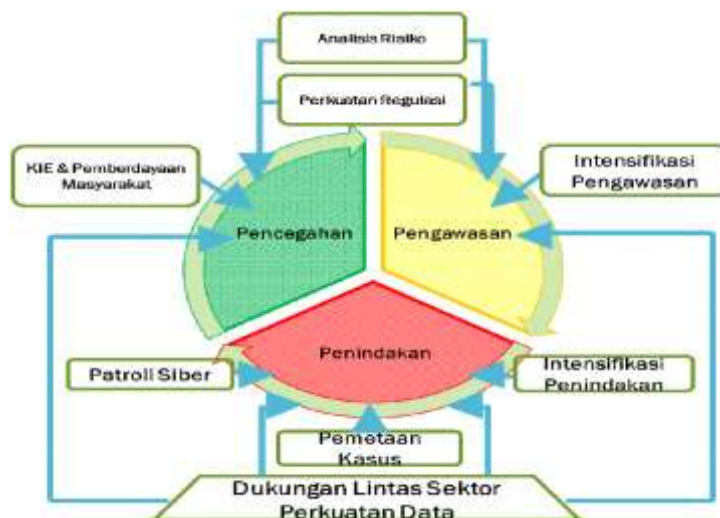 Analisis Risiko
Perkuatan Regulasi
KIE & Pemberdayaan
Masyarakat
Intensifikasi
Pengawasan
Pencegahan
Pengawasan
Penindakan
Patroli Siber
Intensifikasi
Penindakan
Pemetaan
Kasus
Dukungan Lintas Sektor
Perkuatan Data